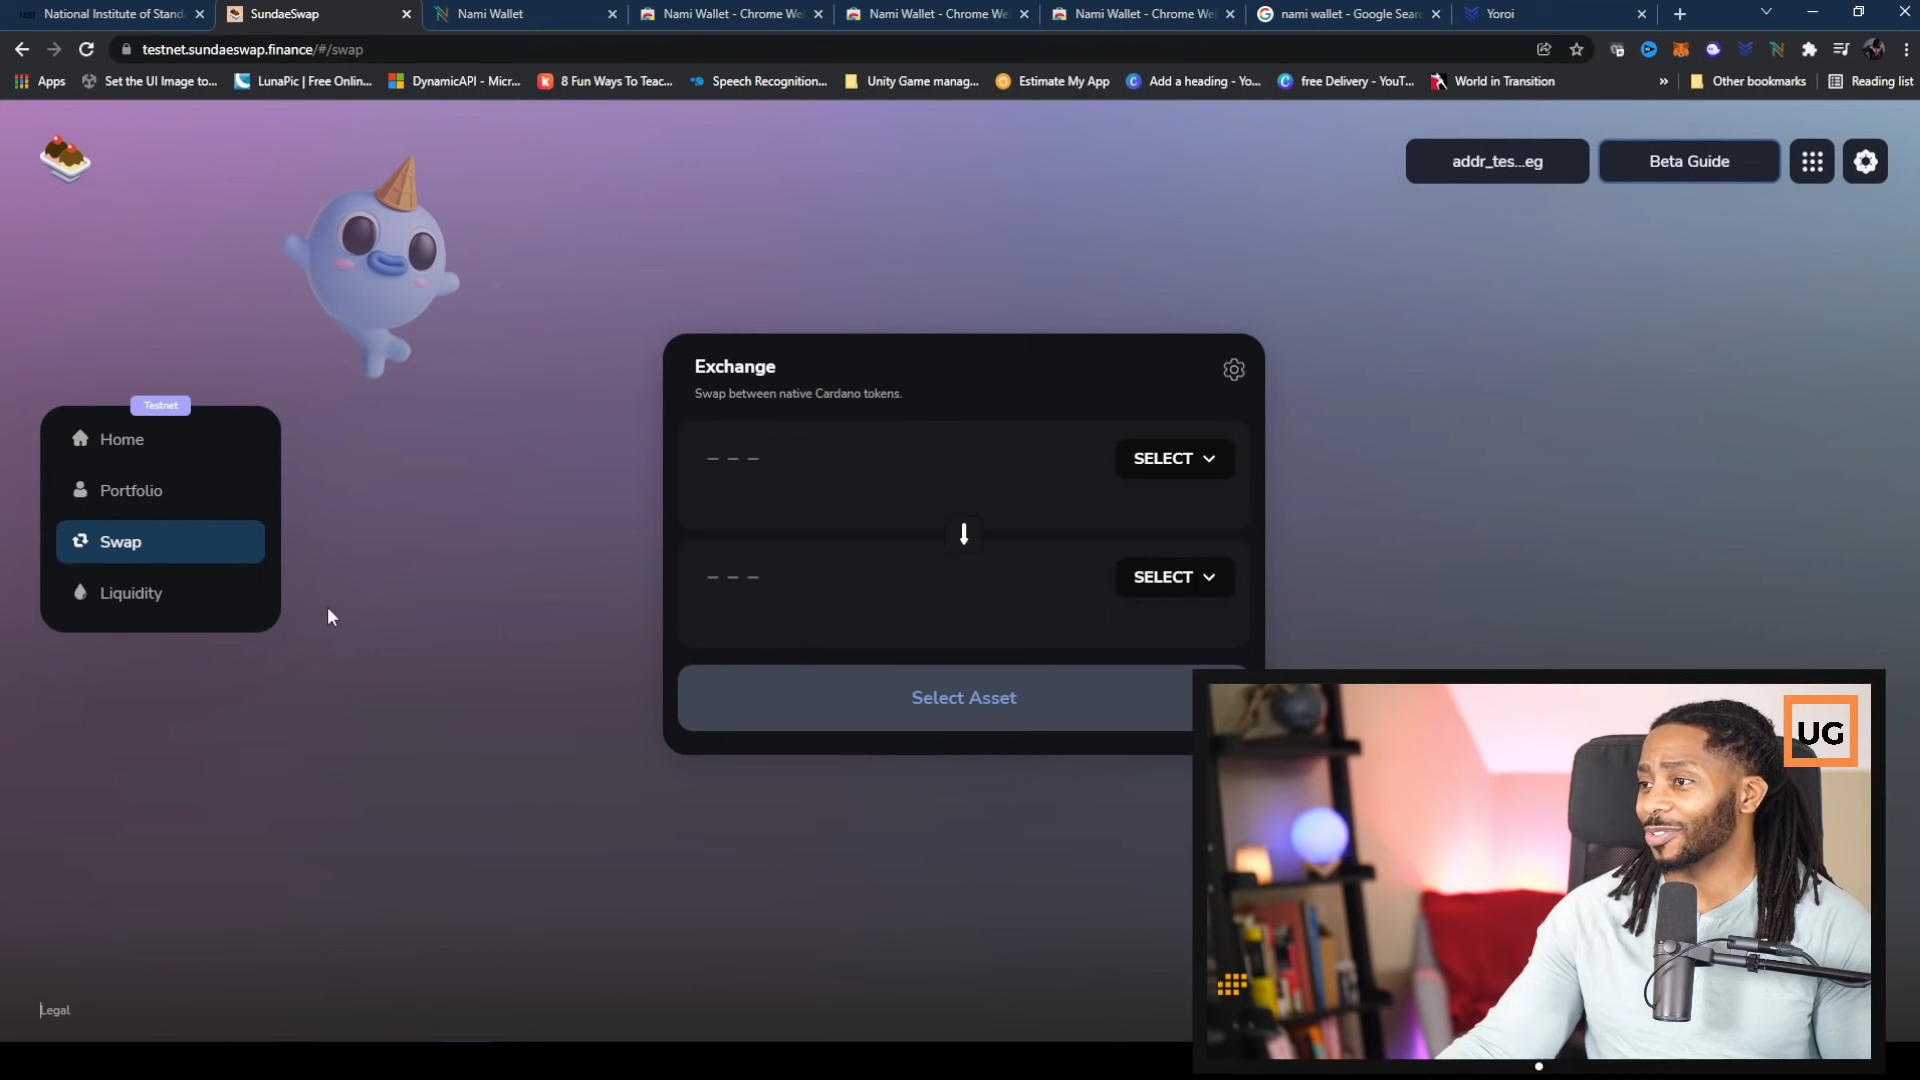 National Institute of Stand
SundaeSwap
Nami Wallet
Nami Wallet - Chrome We
Nami Wallet - Chrome We
Nami Wallet - Chrome We
nami wallet - Google Sear
Yoroi
testnet.sundaeswap.finance/#/swap
Apps
Set the UI Image to...
LunaPic | Free Onlin...
DynamicAPI - Micr...
8 Fun Ways To Teac...
Speech Recognition...
Unity Game manag...
Estimate My App
Add a heading - Yo...
free Delivery - YouT...
World in Transition
»
Other bookmarks
Reading list
addr_tes...eg
Beta Guide
Exchange
Swap between native Cardano tokens.
Testnet
Home
Portfolio
Swap
Liquidity
– – –
SELECT
– – –
SELECT
Select Asset
UG
Legal